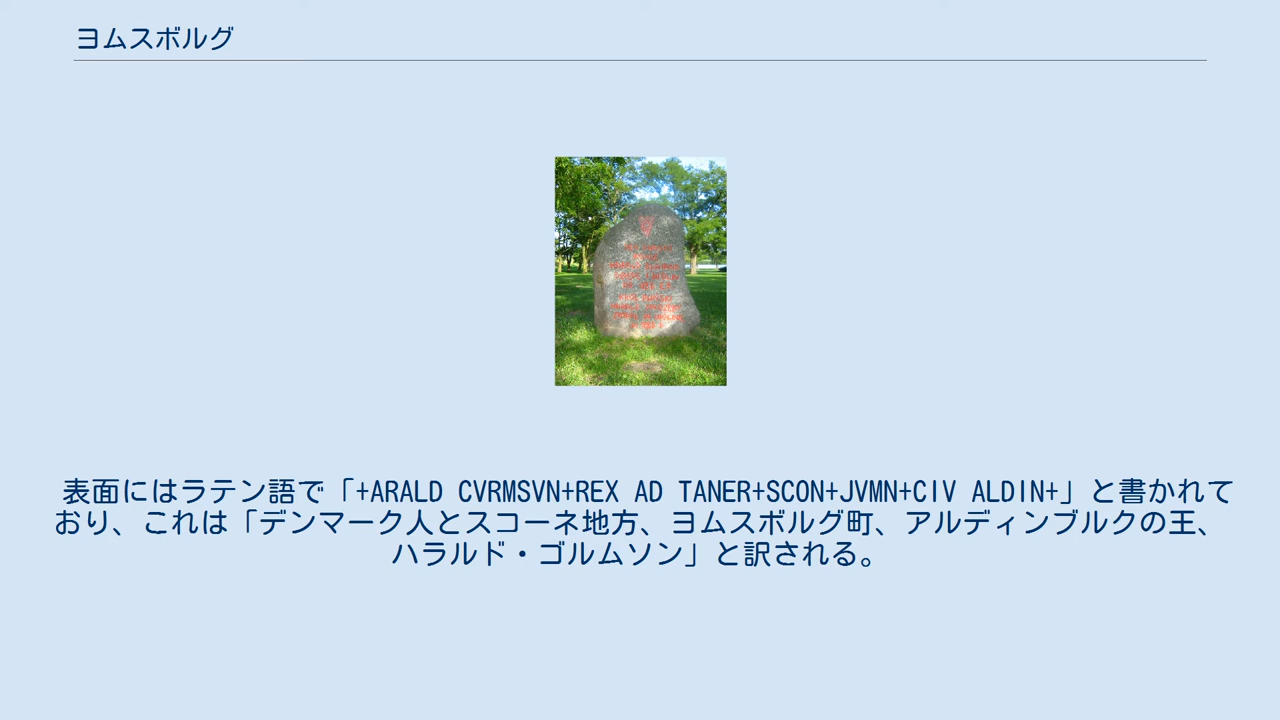 ヨムスボルグ
表面にはラテン語で「+ARALD CVRMSVN+REX AD TANER+SCON+JVMN+CIV ALDIN+」と書かれて
おり、これは「デンマーク人とスコーネ地方、ヨムスボルグ町、アルディンブルクの王、
ハラルド・ゴルムソン」と訳される。